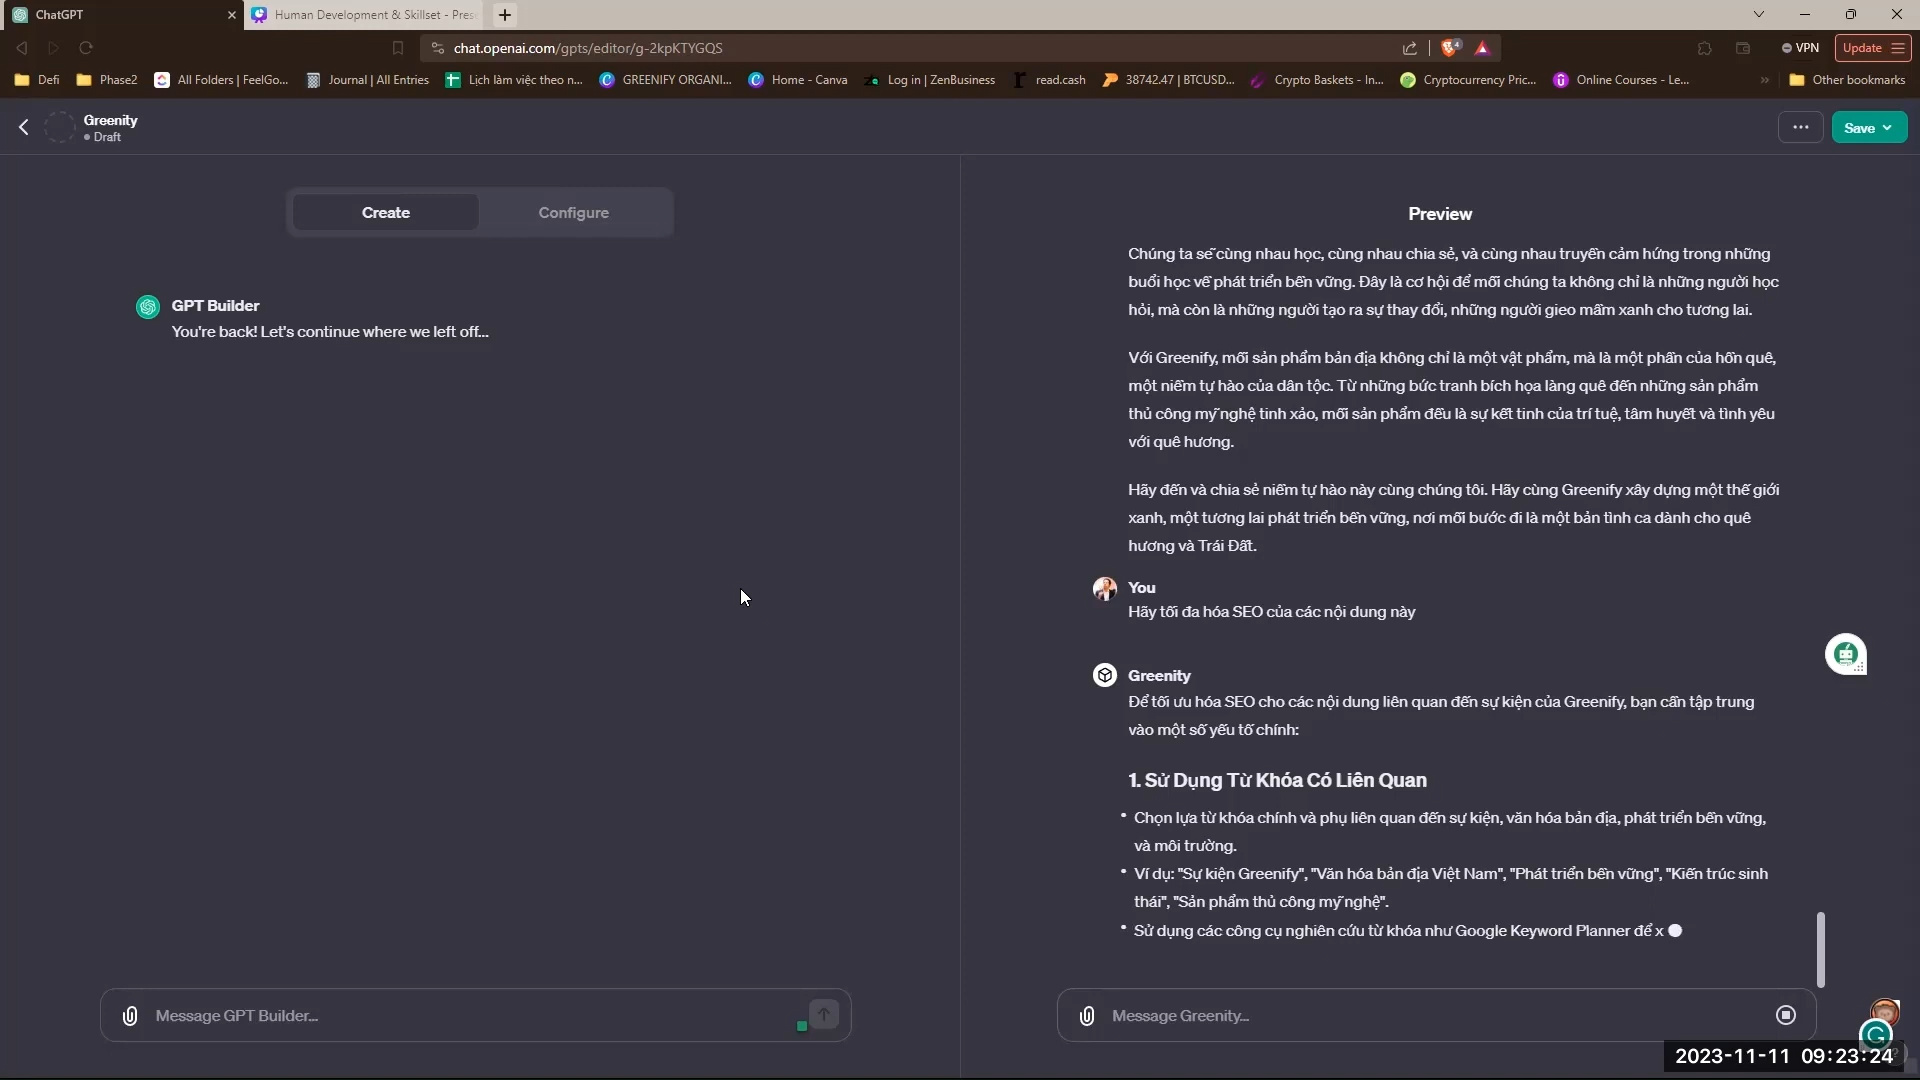 ChatGPT
Human Development & Skillset - Pres
chat.openai.com/gpts/editor/g-2kpKTYGQS
4
VPN
Update
Defi
Phase2
All Folders | FeelGo...
Journal | All Entries
Lịch làm việc theo n...
GREENIFY ORGANI...
Home - Canva
Log in | ZenBusiness
read.cash
38742.47 | BTCUSD...
Crypto Baskets - In...
Cryptocurrency Pric...
Online Courses - Le...
Other bookmarks
Greenity
Draft
Save
Create
Configure
GPT Builder
You're back! Let's continue where we left off...
Message GPT Builder...
Preview
Chúng ta sẽ cùng nhau học, cùng nhau chia sẻ, và cùng nhau truyền cảm hứng trong những
buổi học về phát triển bền vững. Đây là cơ hội để mỗi chúng ta không chỉ là những người học
hỏi, mà còn là những người tạo ra sự thay đổi, những người gieo mầm xanh cho tương lai.
Với Greenify, mỗi sản phẩm bản địa không chỉ là một vật phẩm, mà là một phần của hồn quê,
một niềm tự hào của dân tộc. Từ những bức tranh bích họa làng quê đến những sản phẩm
thủ công mỹ nghệ tinh xảo, mỗi sản phẩm đều là sự kết tinh của trí tuệ, tâm huyết và tình yêu
với quê hương.
Hãy đến và chia sẻ niềm tự hào này cùng chúng tôi. Hãy cùng Greenify xây dựng một thế giới
xanh, một tương lai phát triển bền vững, nơi mỗi bước đi là một bản tình ca dành cho quê
hương và Trái Đất.
You
Hãy tối đa hóa SEO của các nội dung này
Greenity
Để tối ưu hóa SEO cho các nội dung liên quan đến sự kiện của Greenify, bạn cần tập trung
vào một số yếu tố chính:
1. Sử Dụng Từ Khóa Có Liên Quan
• Chọn lựa từ khóa chính và phụ liên quan đến sự kiện, văn hóa bản địa, phát triển bền vững,
và môi trường.
• Ví dụ: "Sự kiện Greenify", "Văn hóa bản địa Việt Nam", "Phát triển bền vững", "Kiến trúc sinh
thái", "Sản phẩm thủ công mỹ nghệ".
• Sử dụng các công cụ nghiên cứu từ khóa như Google Keyword Planner để x
Message Greenity...
2023-11-11 09:23:24